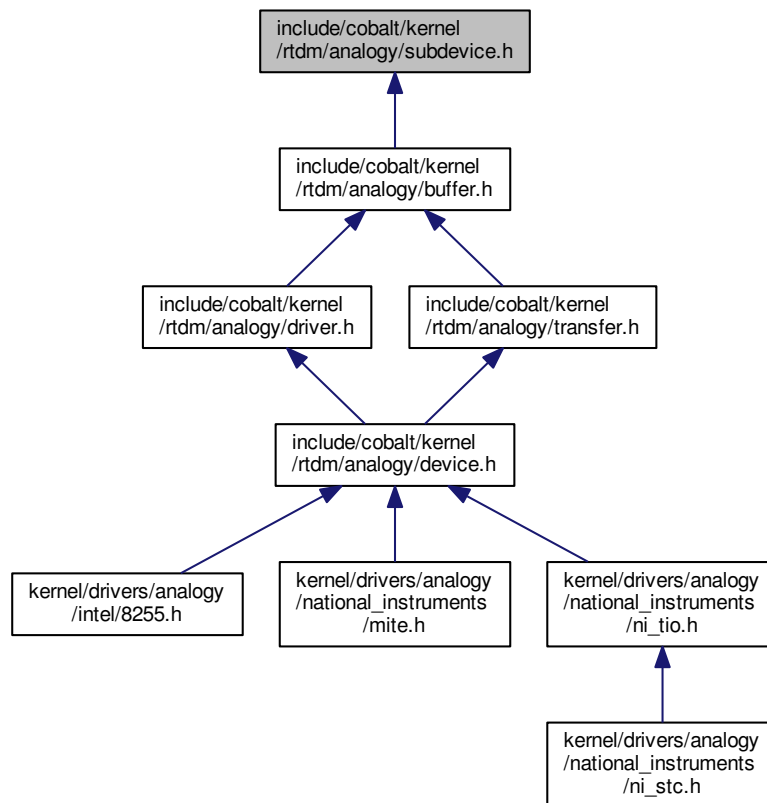 include/cobalt/kernel
/rtdm/analogy/subdevice.h
include/cobalt/kernel
/rtdm/analogy/buffer.h
include/cobalt/kernel
/rtdm/analogy/driver.h
include/cobalt/kernel
/rtdm/analogy/transfer.h
include/cobalt/kernel
/rtdm/analogy/device.h
kernel/drivers/analogy
/intel/8255.h
kernel/drivers/analogy
/national_instruments
/mite.h
kernel/drivers/analogy
/national_instruments
/ni_tio.h
kernel/drivers/analogy
/national_instruments
/ni_stc.h